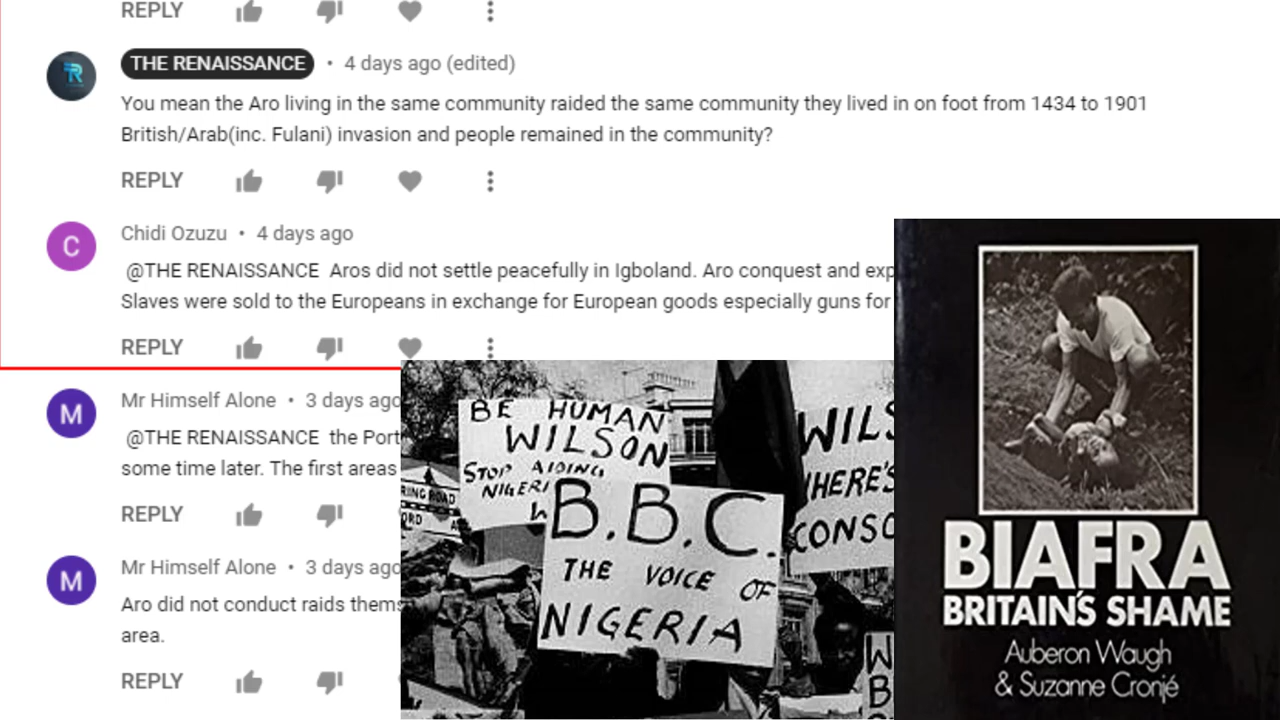 REPLY
THE RENAISSANCE • 4 days ago (edited)
You mean the Aro living in the same community raided the same community they lived in on foot from 1434 to 1901
British/Arab(inc. Fulani) invasion and people remained in the community?
REPLY
Chidi Ozuzu • 4 days ago
C
@THE RENAISSANCE Aros did not settle peacefully in Igboland. Aro conquest and exp
Slaves were sold to the Europeans in exchange for European goods especially guns for
REPLY
Mr Himself Alone • 3 days ago
M
@THE RENAISSANCE the Port
some time later. The first areas
REPLY
Mr Himself Alone • 3 days ago
M
Aro did not conduct raids thems
area.
REPLY
BE HUMAN
WILSON
STOP AIDING
NIGERI
B.B.C.
THE VOICE OF
NIGERIA
WILS
HERE'S
CONSC
RING ROAD
ORD
W
B
BIAFRA
BRITAIN'S SHAME
Auberon Waugh
& Suzanne Cronjé